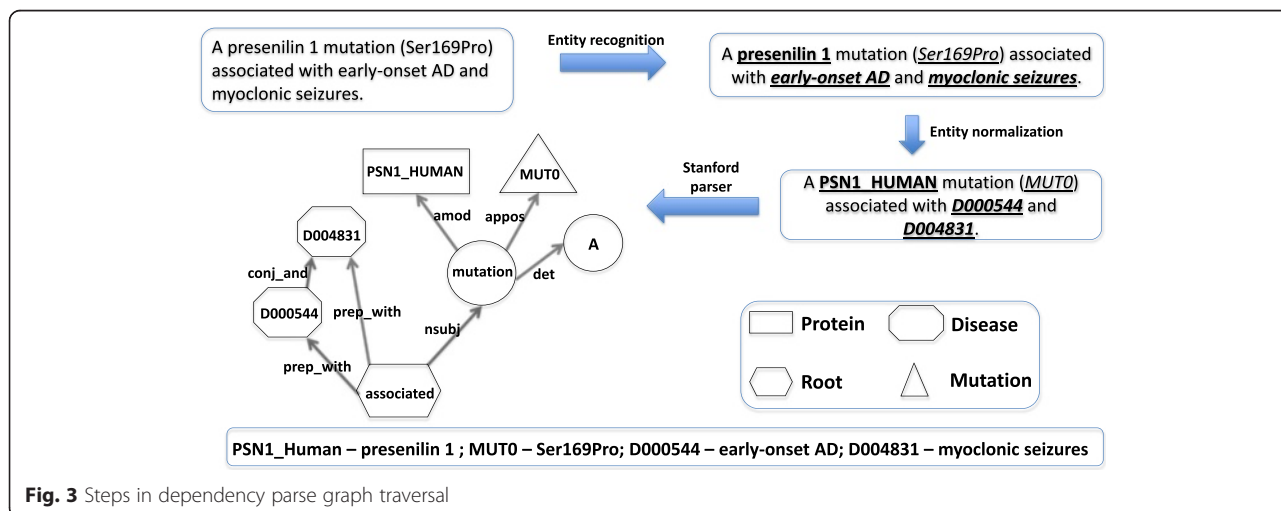 A presenilin 1 mutation (Ser169Pro)
associated with early-onset AD and
myoclonic seizures.
Entity recognition
A presenilin 1 mutation (Ser169Pro) associated
with early-onset AD and myoclonic seizures.
Entity normalization
A PSN1_HUMAN mutation (MUT0)
associated with D000544 and
D004831.
Stanford
parser
PSN1_HUMAN
MUT0
amod
appos
A
D004831
mutation
det
conj_and
D000544
prep_with
nsubj
prep_with
associated
Protein
Disease
Root
Mutation
PSN1_Human – presenilin 1 ; MUT0 – Ser169Pro; D000544 – early-onset AD; D004831 – myoclonic seizures
Fig. 3 Steps in dependency parse graph traversal